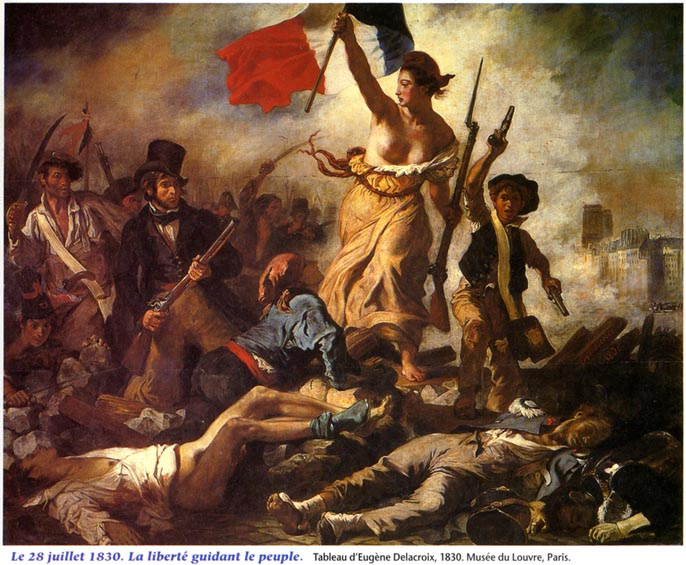 Le 28 juillet 1830. La liberté guidant le peuple. Tableau d'Eugène Delacroix, 1830. Musée du Louvre, Paris.